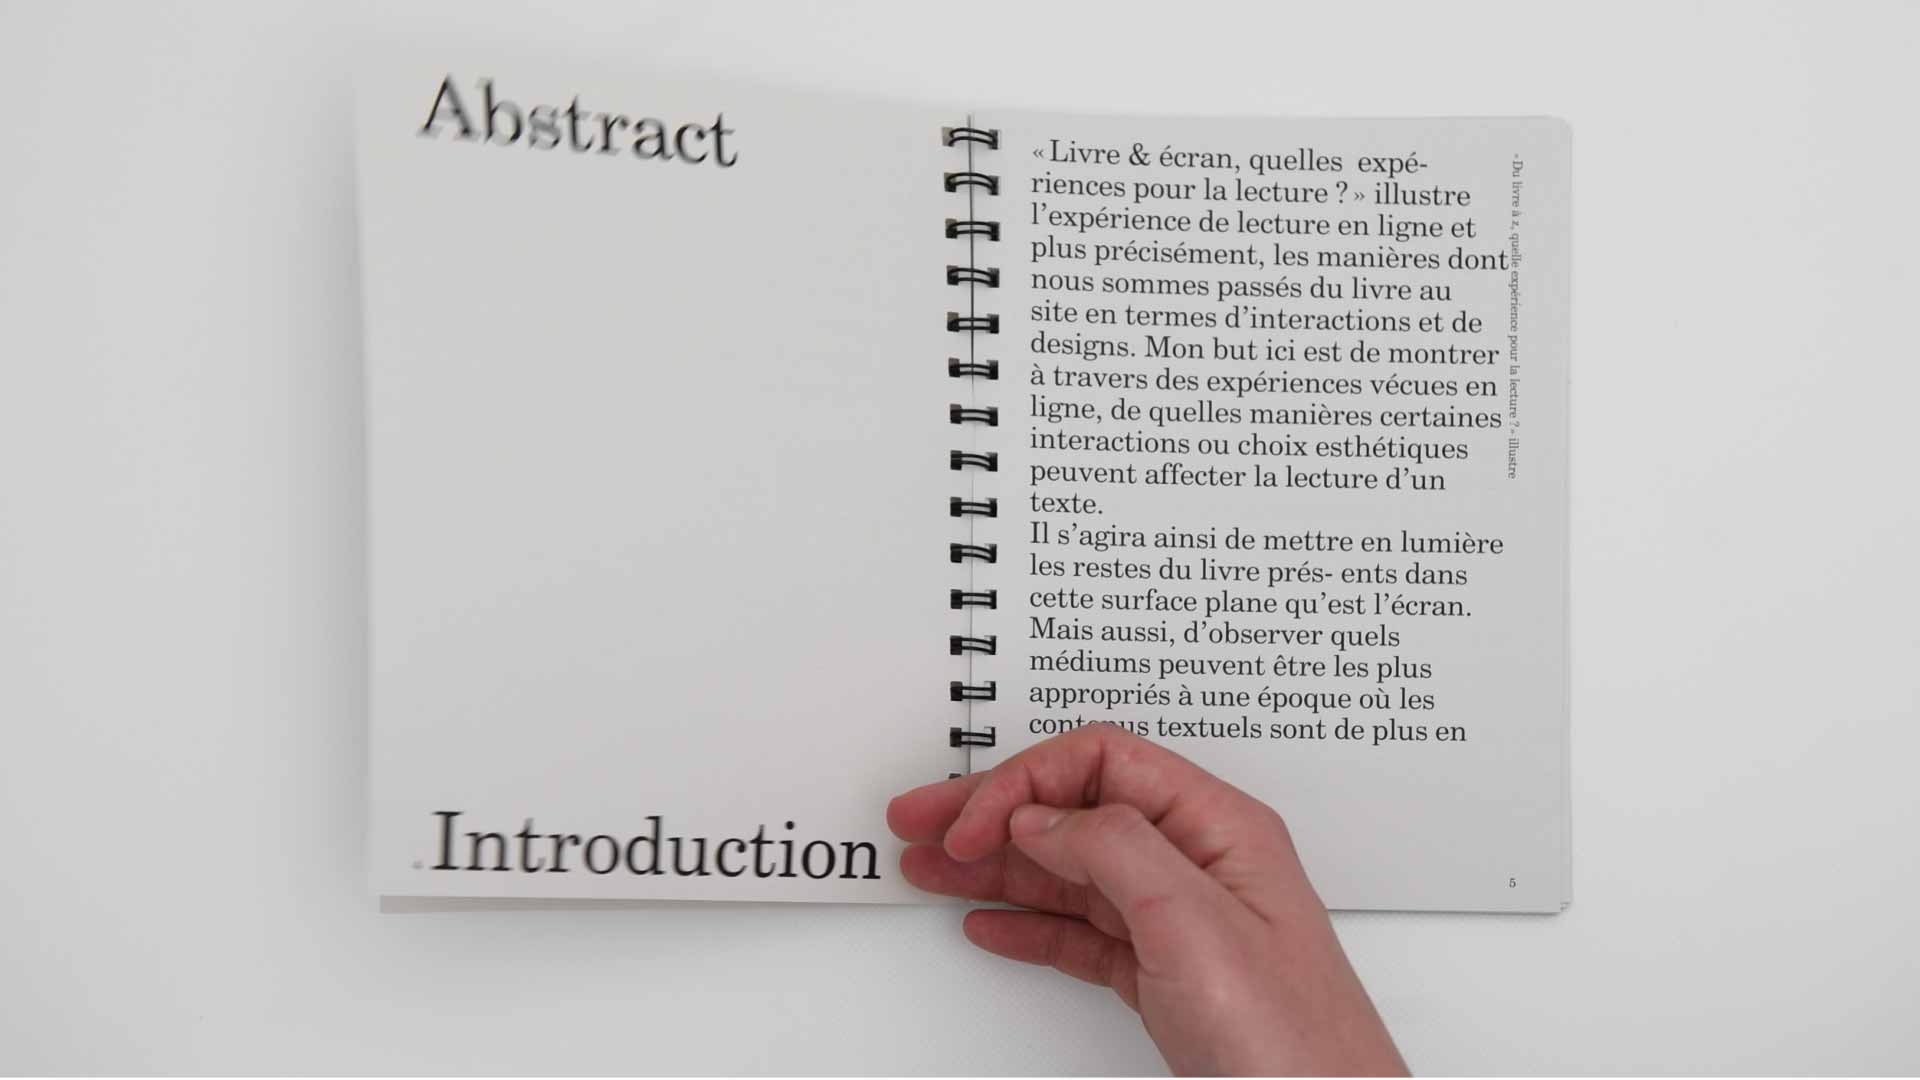 Abstract
Introduction
« Livre & écran, quelles expé-
riences pour la lecture ? » illustre
l’expérience de lecture en ligne et
plus précisément, les manières dont
nous sommes passés du livre au
site en termes d’interactions et de
designs. Mon but ici est de montrer
à travers des expériences vécues en
ligne, de quelles manières certaines
interactions ou choix esthétiques
peuvent affecter la lecture d’un
texte.
Il s’agira ainsi de mettre en lumière
les restes du livre prés- ents dans
cette surface plane qu’est l’écran.
Mais aussi, d’observer quels
médiums peuvent être les plus
appropriés à une époque où les
contenus textuels sont de plus en
« Du livre à z, quelle expérience pour la lecture ? » illustre
5